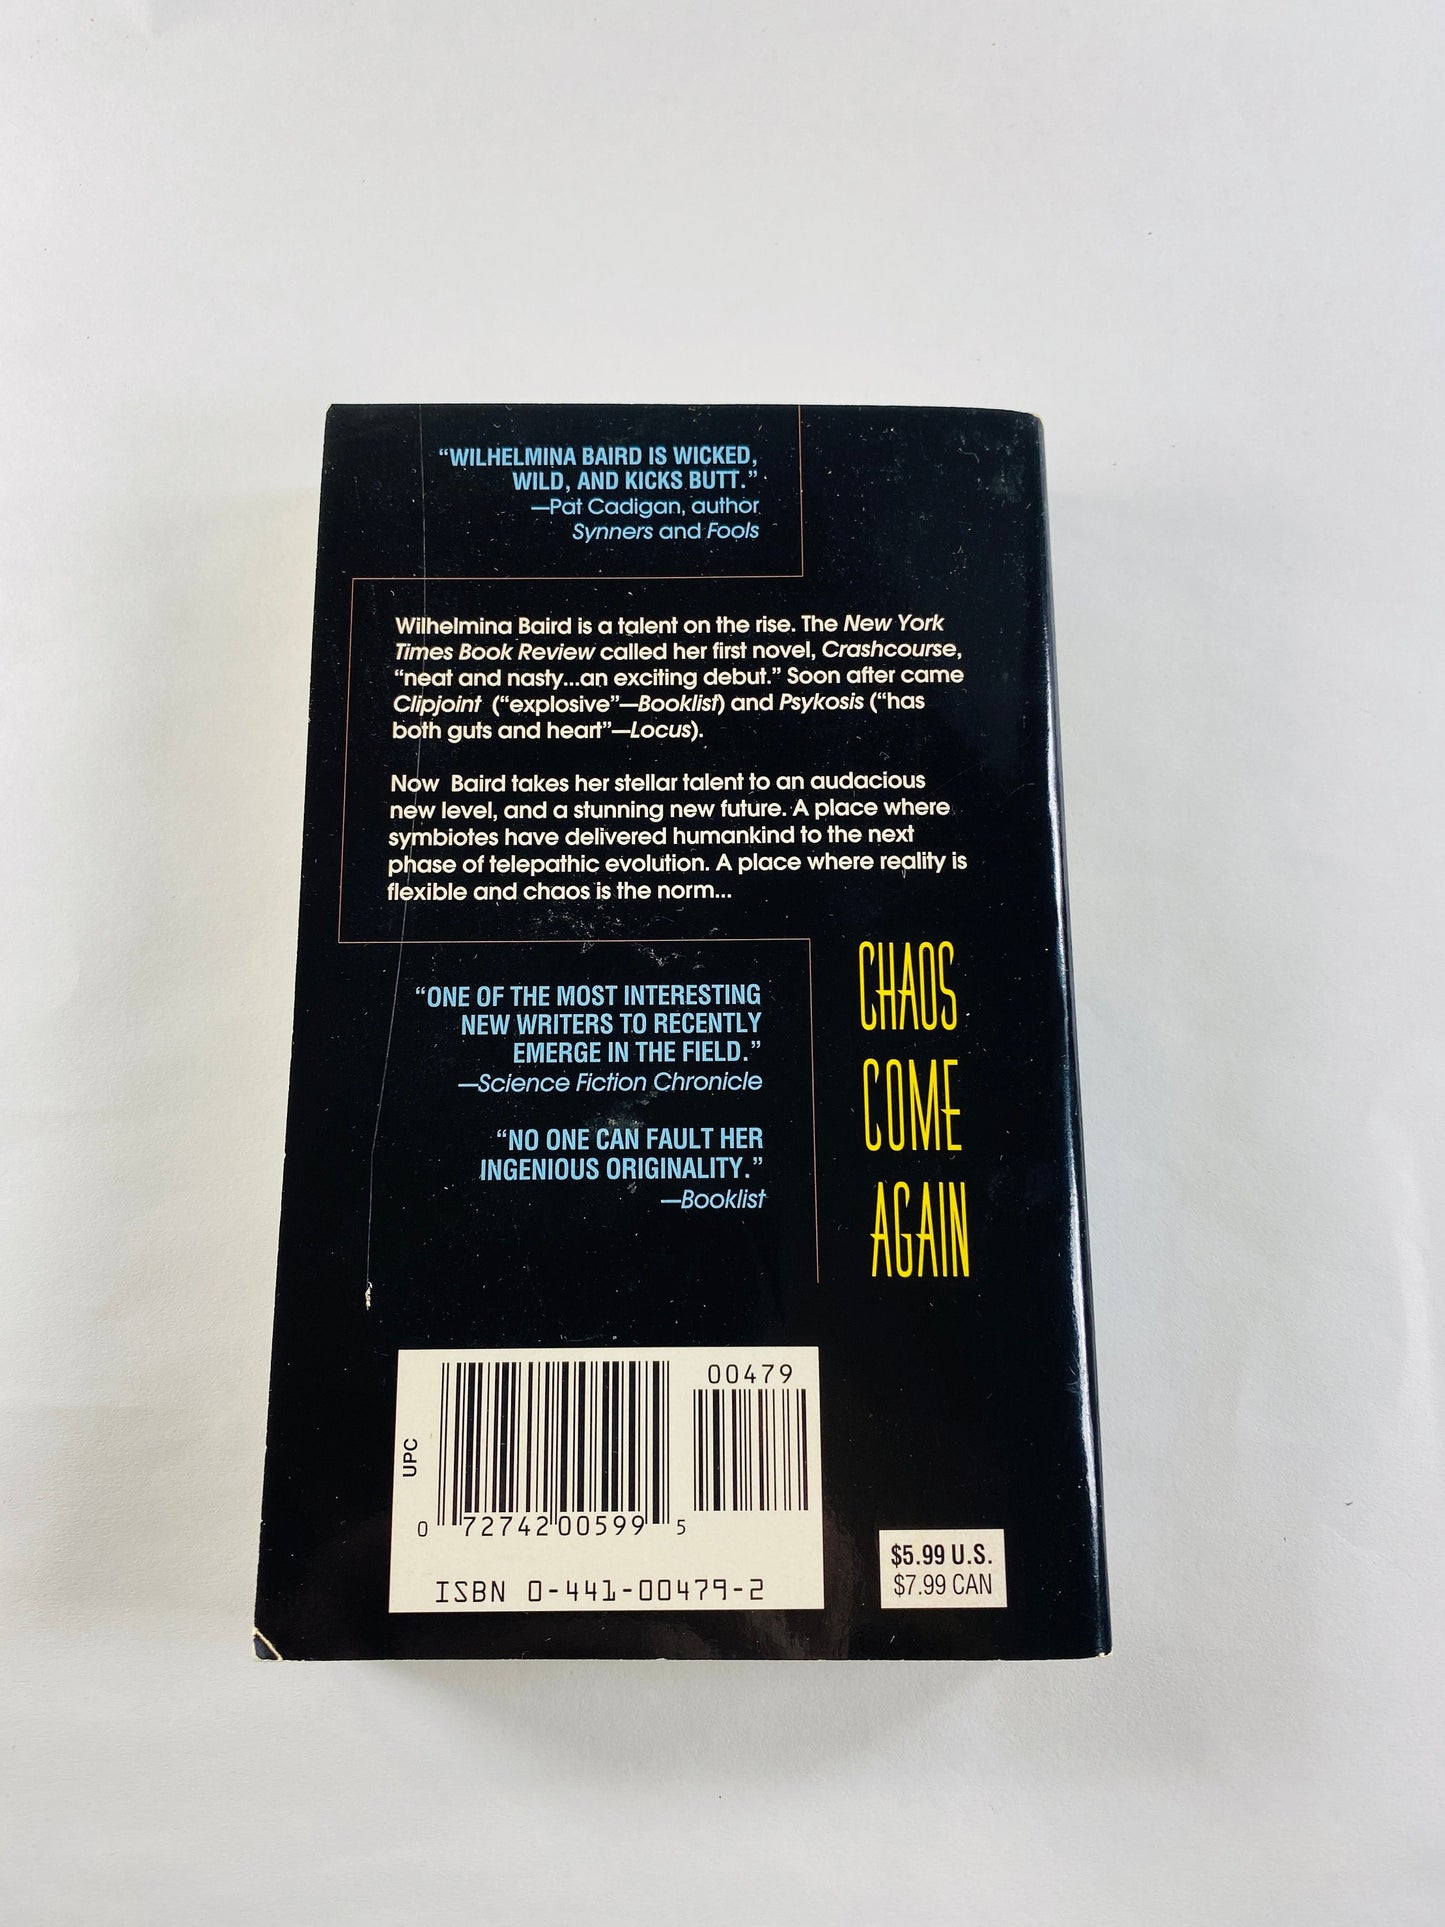 “WILHELMINA BAIRD IS WICKED,
WILD, AND KICKS BUTT.”
—Pat Cadigan, author
Synners and Fools
Wilhelmina Baird is a talent on the rise. The New York
Times Book Review called her first novel, Crashcourse,
“neat and nasty...an exciting debut.” Soon after came
Clipjoint (“explosive”—Booklist) and Psykosis (“has
both guts and heart”—Locus).
Now Baird takes her stellar talent to an audacious
new level, and a stunning new future. A place where
symbiotes have delivered humankind to the next
phase of telepathic evolution. A place where reality is
flexible and chaos is the norm...
CHAOS
COME
AGAIN
“ONE OF THE MOST INTERESTING
NEW WRITERS TO RECENTLY
EMERGE IN THE FIELD.”
—Science Fiction Chronicle
“NO ONE CAN FAULT HER
INGENIOUS ORIGINALITY.”
—Booklist
00479
UPC
0 72742 00599 5
ISBN 0-441-00479-2
$5.99 U.S.
$7.99 CAN